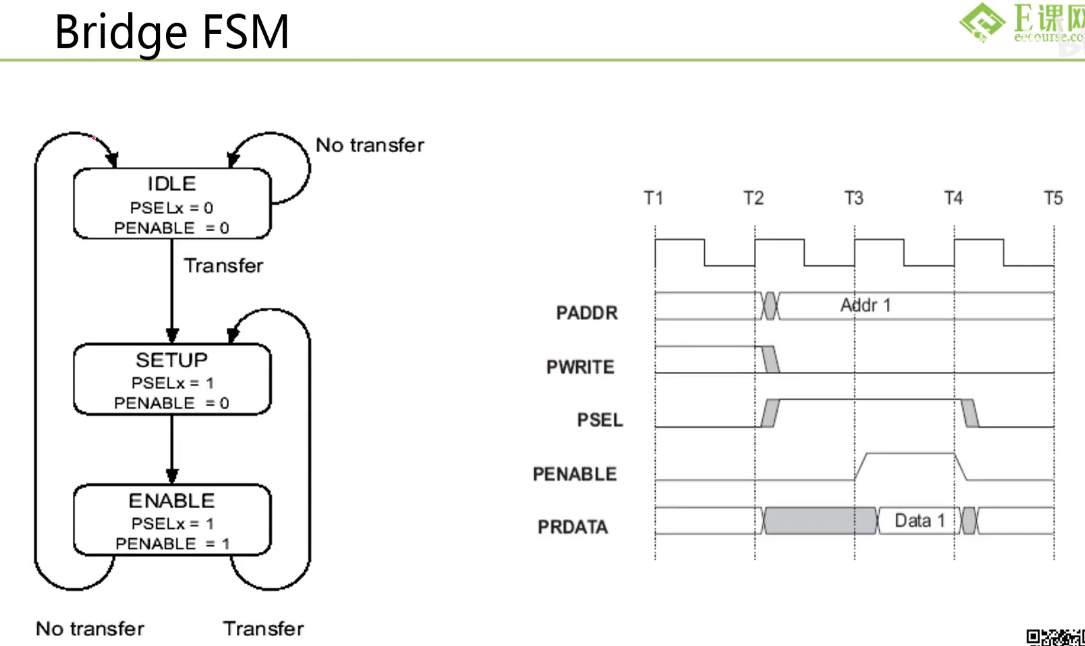 Bridge FSM
E课网
eecourse.co
No transfer
IDLE
PSELx = 0
PENABLE = 0
Transfer
SETUP
PSELx = 1
PENABLE = 0
ENABLE
PSELx = 1
PENABLE = 1
No transfer
Transfer
T1 T2 T3 T4 T5
PADDR
Addr 1
PWRITE
PSEL
PENABLE
PRDATA
Data 1